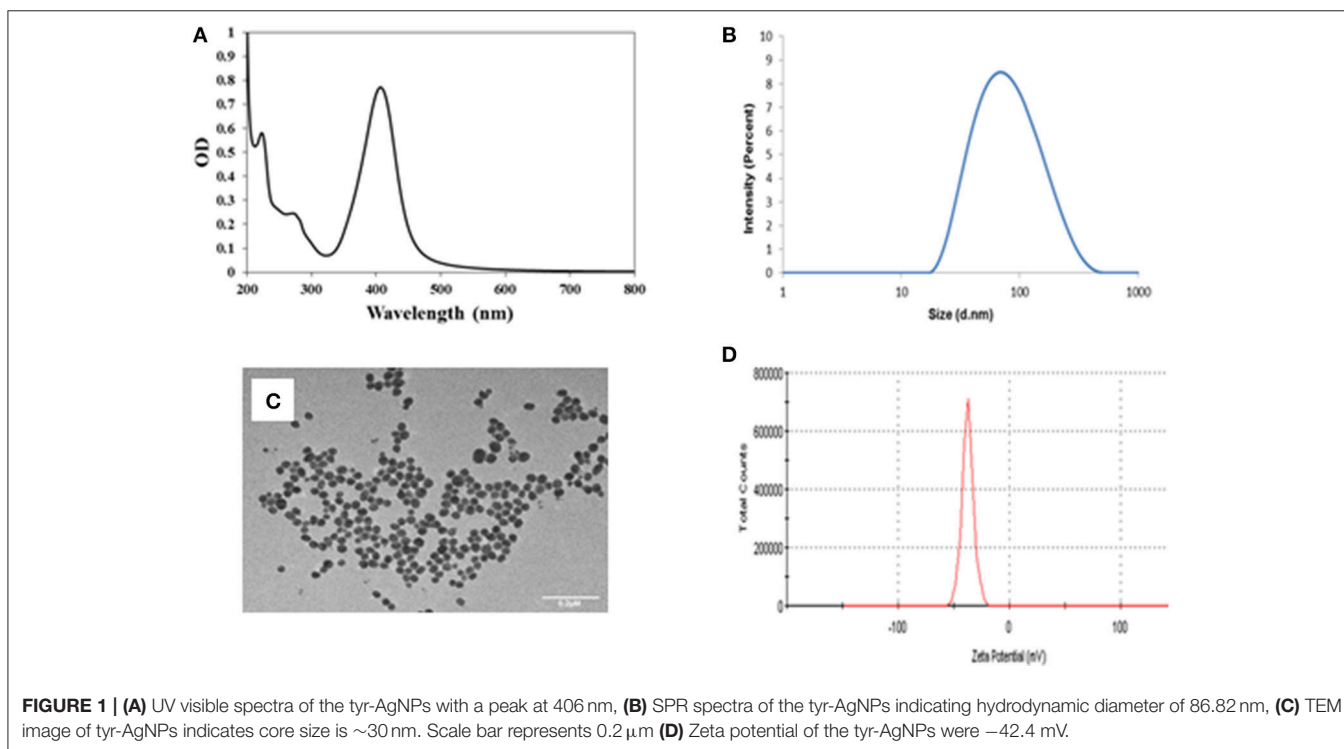 A
1
0.9
0.8
0.7
0.6
0.5
0.4
0.3
0.2
0.1
0
OD
200 300 400 500 600 700 800
Wavelength (nm)
B
10
9
8
7
6
5
4
3
2
1
0
Intensity (Percent)
1 10 100 1000
Size (d.nm)
C
0.2µm
D
800000
600000
400000
200000
0
Total Counts
-100 0 100
Zeta Potential (mV)
FIGURE 1 | (A) UV visible spectra of the tyr-AgNPs with a peak at 406 nm, (B) SPR spectra of the tyr-AgNPs indicating hydrodynamic diameter of 86.82 nm, (C) TEM
image of tyr-AgNPs indicates core size is ~30 nm. Scale bar represents 0.2 µm (D) Zeta potential of the tyr-AgNPs were −42.4 mV.